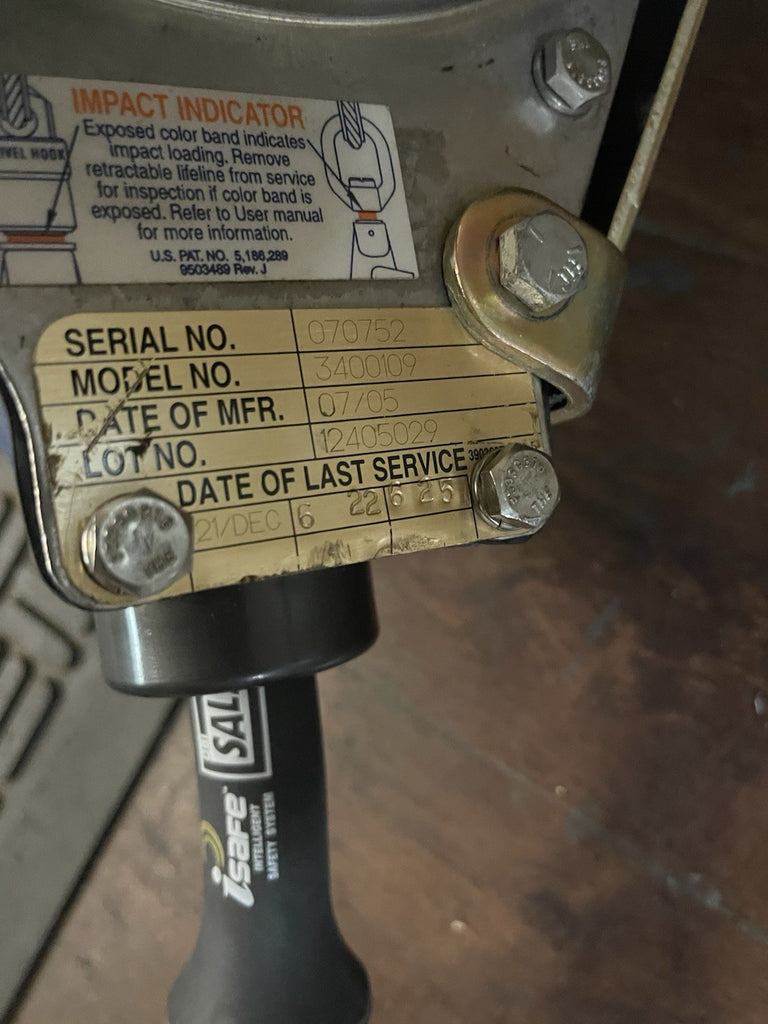 IMPACT INDICATOR
Exposed color band indicates
impact loading. Remove
retractable lifeline from service
for inspection if color band is
exposed. Refer to User manual
for more information.
U.S. PAT. NO. 5,186,289
9503489 Rev. J
HOOK
SERIAL NO. 070752
MODEL NO. 3400109
DATE OF MFR. 07/05
LOT NO. 12405029
DATE OF LAST SERVICE
21/DEC 6 22 6 25
SALA
isafe™
INTELLIGENT
SAFETY SYSTEM